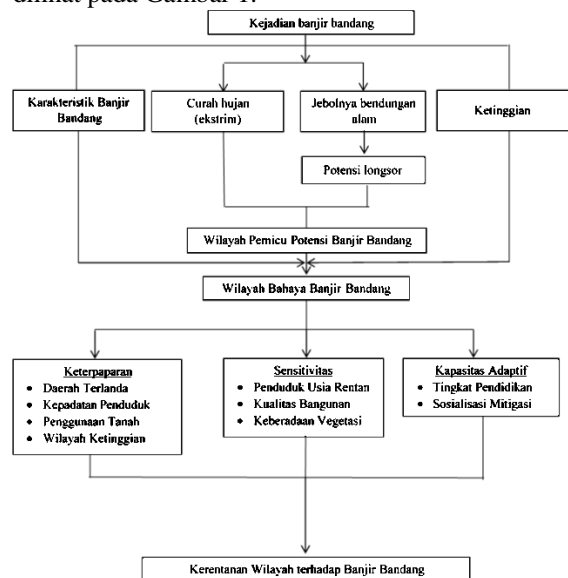 dilihat pada Gambar 1.
Kejadian banjir bandang
Karakteristik Banjir
Bandang
Curah hujan
(ekstrim)
Jebolnya bendungan
alam
Ketinggian
Potensi longsor
Wilayah Pemicu Potensi Banjir Bandang
Wilayah Bahaya Banjir Bandang
Keterpaparan
• Daerah Terlanda
• Kepadatan Penduduk
• Penggunaan Tanah
• Wilayah Ketinggian
Sensitivitas
• Penduduk Usia Rentan
• Kualitas Bangunan
• Keberadaan Vegetasi
Kapasitas Adaptif
• Tingkat Pendidikan
• Sosialisasi Mitigasi
Kerentanan Wilayah terhadap Banjir Bandang